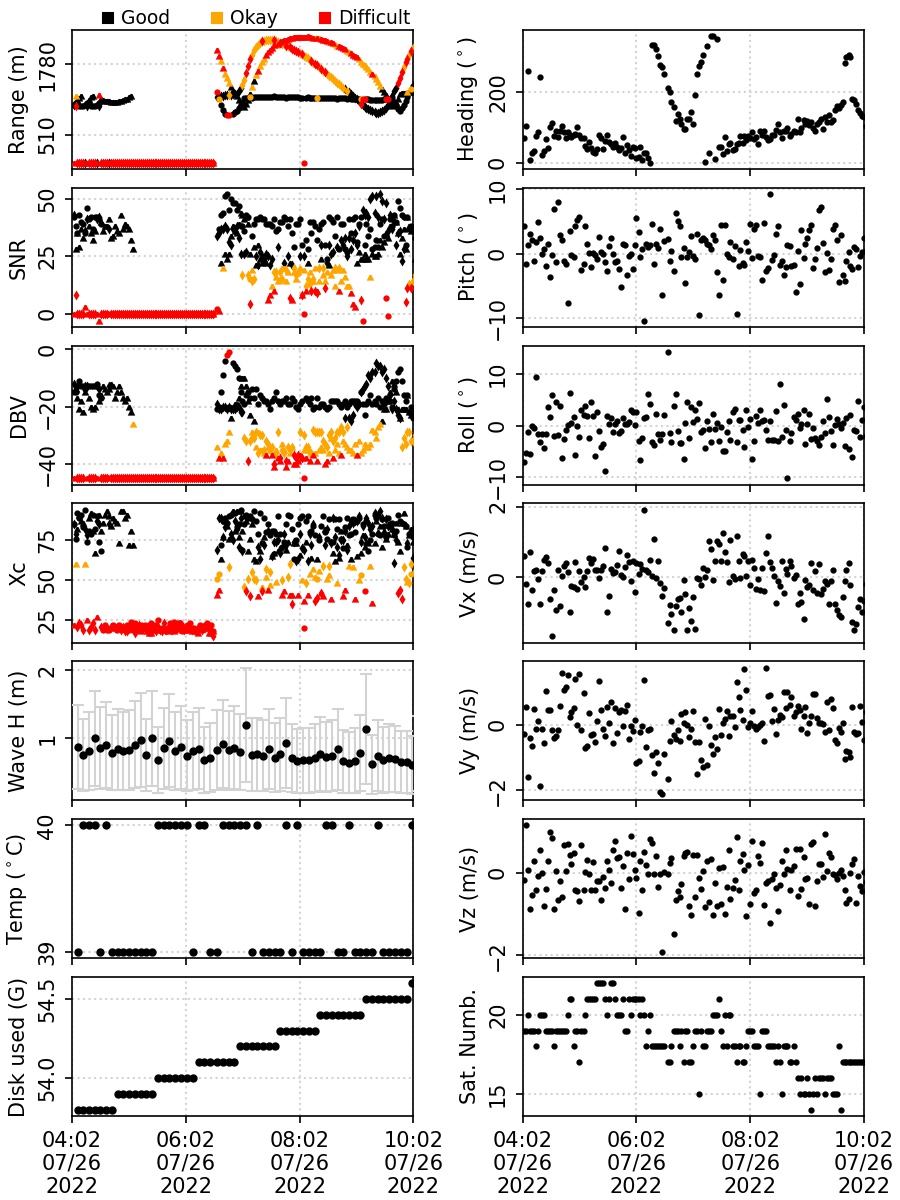 Good Okay Difficult
Range (m)
1780
510
Heading (°)
200
0
SNR
50
25
0
Pitch (°)
10
0
−10
DBV
0
−20
−40
Roll (°)
10
0
−10
Xc
75
50
25
Vx (m/s)
2
0
Wave H (m)
2
1
Vy (m/s)
0
−2
Temp (°C)
40
39
Vz (m/s)
0
−2
Disk used (G)
54.5
54.0
Sat. Numb.
20
15
04:02 06:02 08:02 10:02
07/26 07/26 07/26 07/26
2022 2022 2022 2022
04:02 06:02 08:02 10:02
07/26 07/26 07/26 07/26
2022 2022 2022 2022